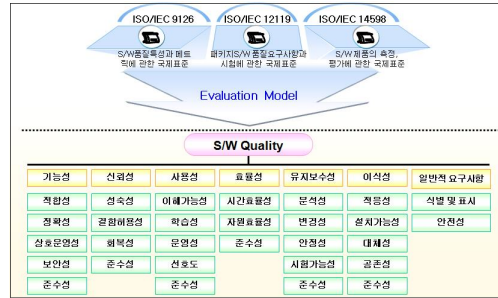 ISO/IEC 9126 ISO/IEC 12119 ISO/IEC 14598
S/W품질특성과 메트 패키지S/W 품질요구사항과 S/W 제품의 측정,
릭에 관한 국제표준 시험에 관한 국제표준 평가에 관한 국제표준
Evaluation Model
S/W Quality
기능성 신뢰성 사용성 효율성 유지보수성 이식성 일반적 요구사항
적합성 성숙성 이해가능성 시간효율성 분석성 적응성 식별 및 표시
정확성 결함허용성 학습성 자원효율성 변경성 설치가능성 안전성
상호운영성 회복성 운영성 준수성 안정성 대체성
보안성 준수성 선호도 시험가능성 공존성
준수성 준수성 준수성 준수성